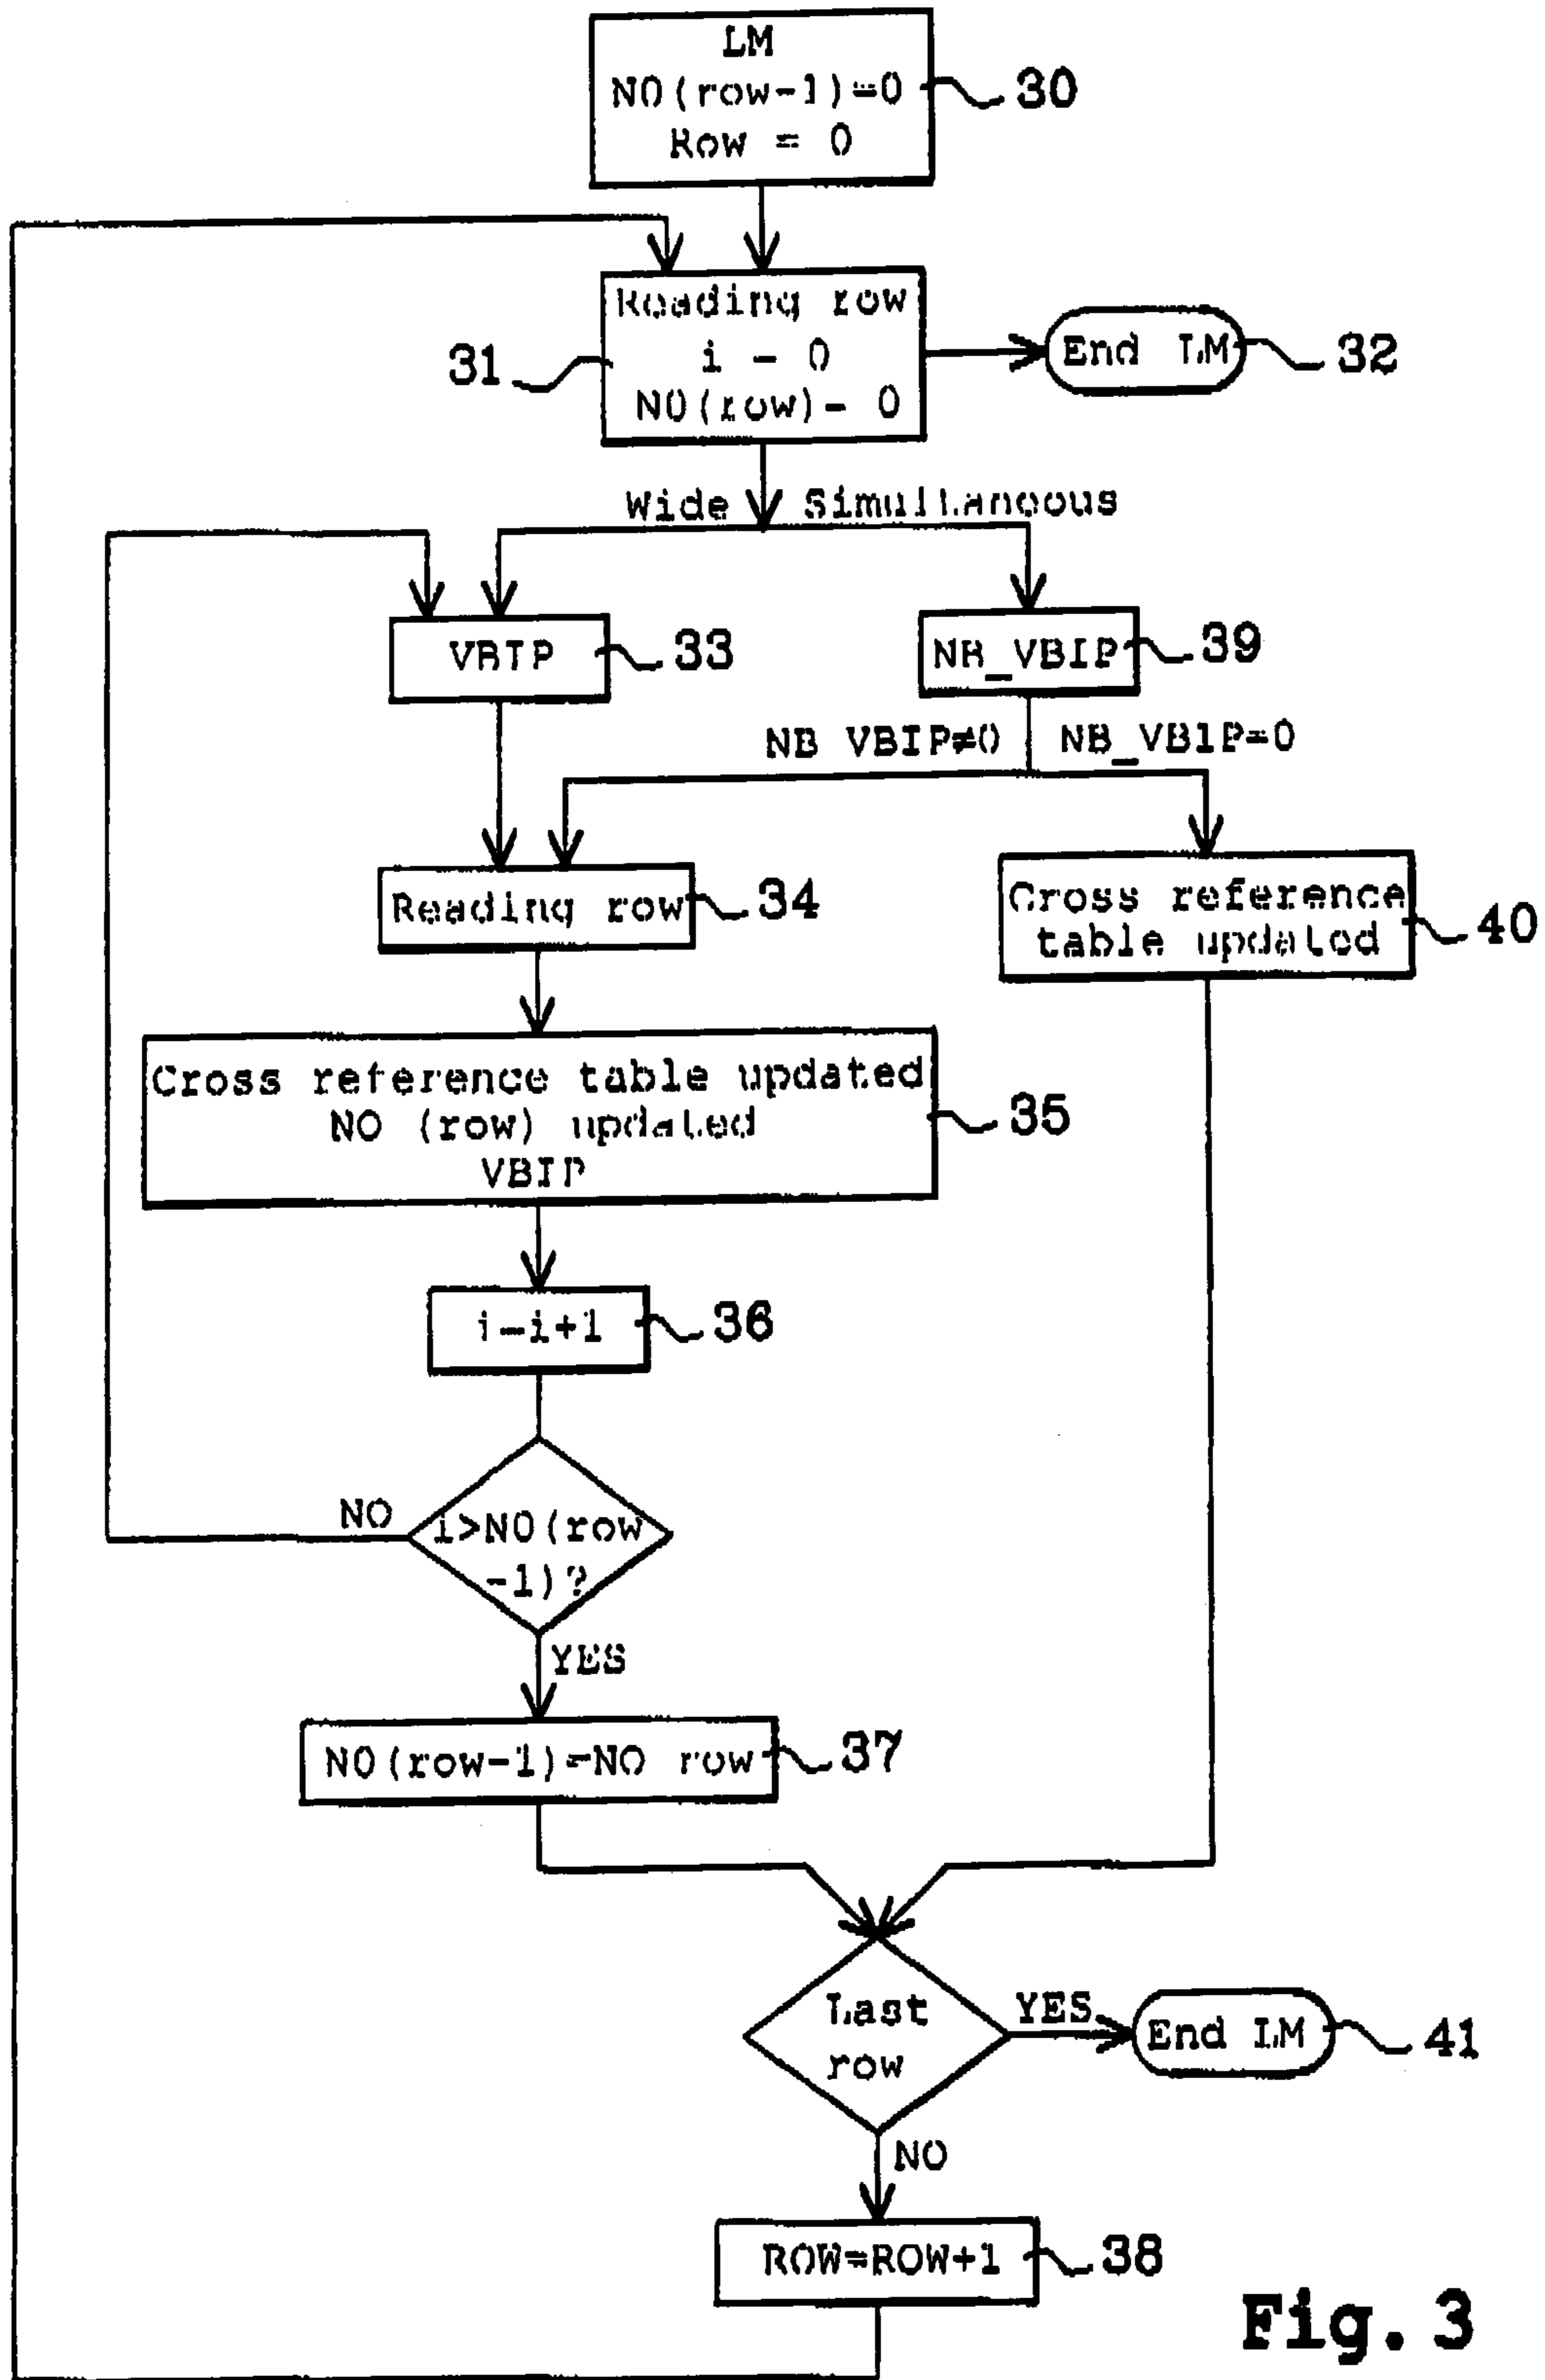 LM
NO(row-1)=0
Row = 0
30
Reading row
i - 0
NO(row)- 0
31
End LM
32
Wide Simultaneous
VBIP
33
NB_VBIP
39
NB VBIP≠0
NB_VBIP=0
Reading row
34
Cross reference
table updated
40
Cross reference table updated
NO (row) updated
VBIP
35
i-i+1
36
i>NO(row
-1)?
NO
YES
NO(row-1)=NO row
37
Last
row
YES
End LM
41
NO
ROW=ROW+1
38
Fig. 3